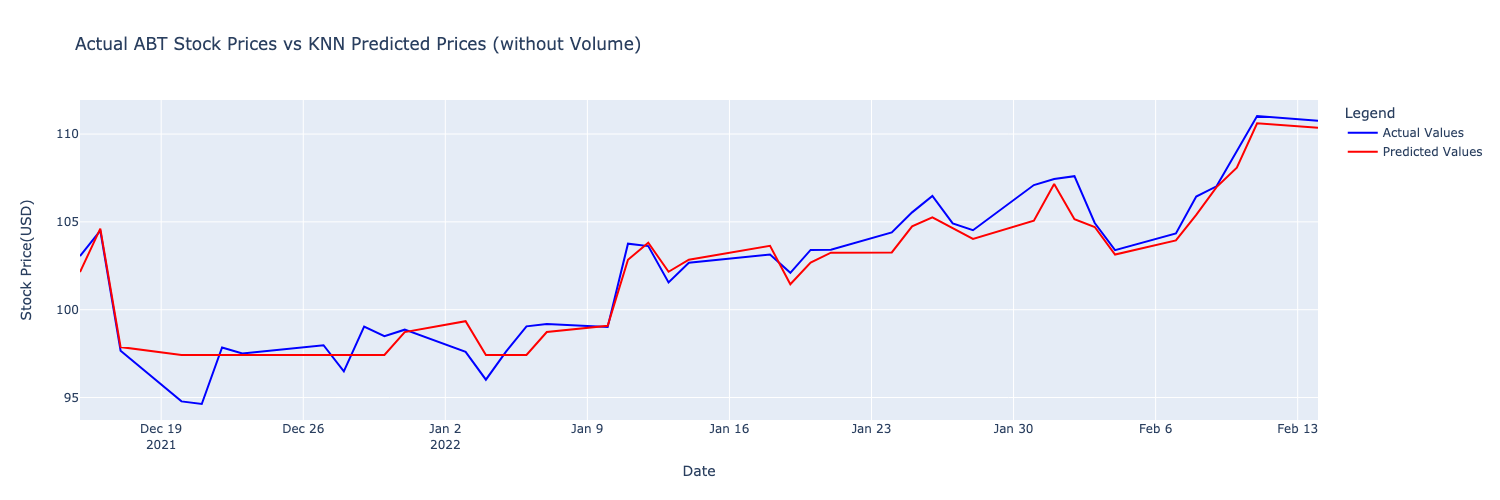 Actual ABT Stock Prices vs KNN Predicted Prices (without Volume)
Legend
Actual Values
Predicted Values
Stock Price(USD)
110
105
100
95
Dec 19
2021
Dec 26
Jan 2
2022
Jan 9
Jan 16
Jan 23
Jan 30
Feb 6
Feb 13
Date